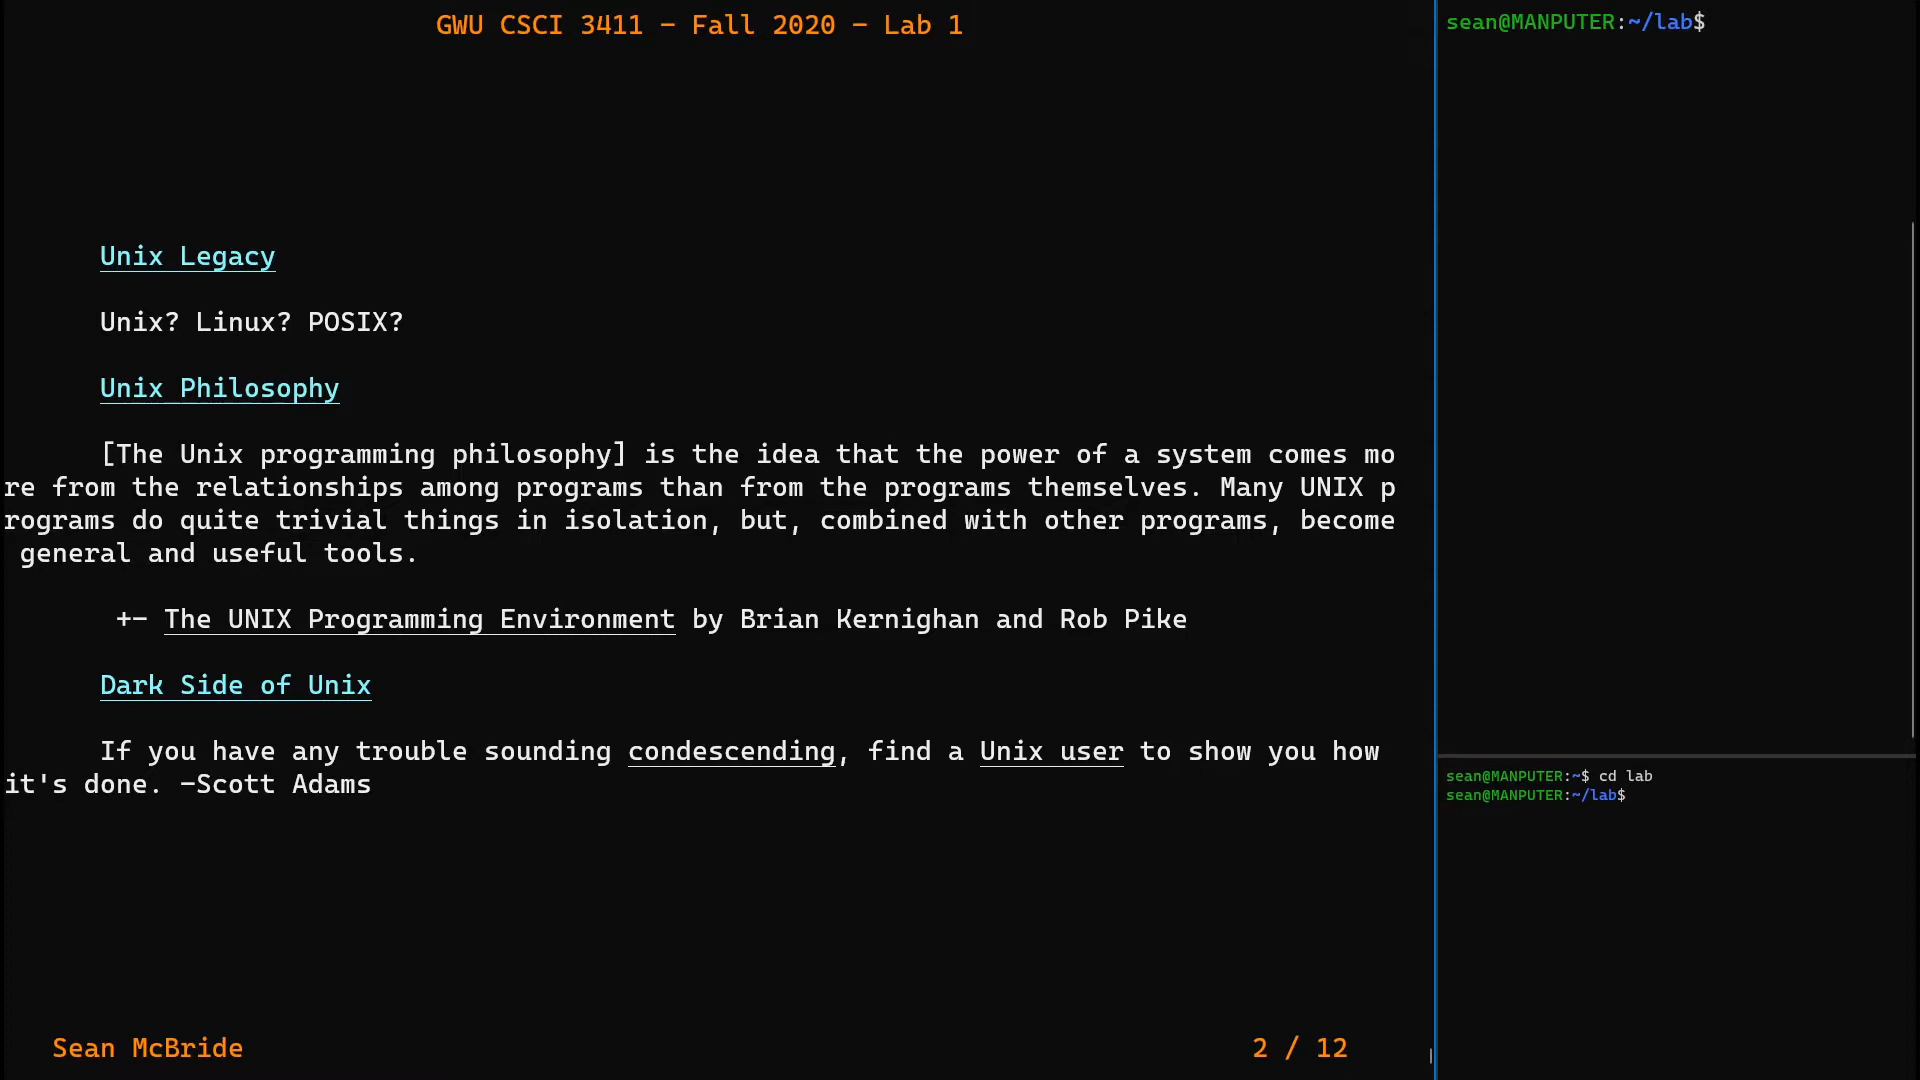 GWU CSCI 3411 - Fall 2020 - Lab 1
Unix Legacy
Unix? Linux? POSIX?
Unix Philosophy
[The Unix programming philosophy] is the idea that the power of a system comes mo
re from the relationships among programs than from the programs themselves. Many UNIX p
rograms do quite trivial things in isolation, but, combined with other programs, become
general and useful tools.
+- The UNIX Programming Environment by Brian Kernighan and Rob Pike
Dark Side of Unix
If you have any trouble sounding condescending, find a Unix user to show you how
it's done. -Scott Adams
Sean McBride
2 / 12
sean@MANPUTER:~/lab$
sean@MANPUTER:~$ cd lab
sean@MANPUTER:~/lab$